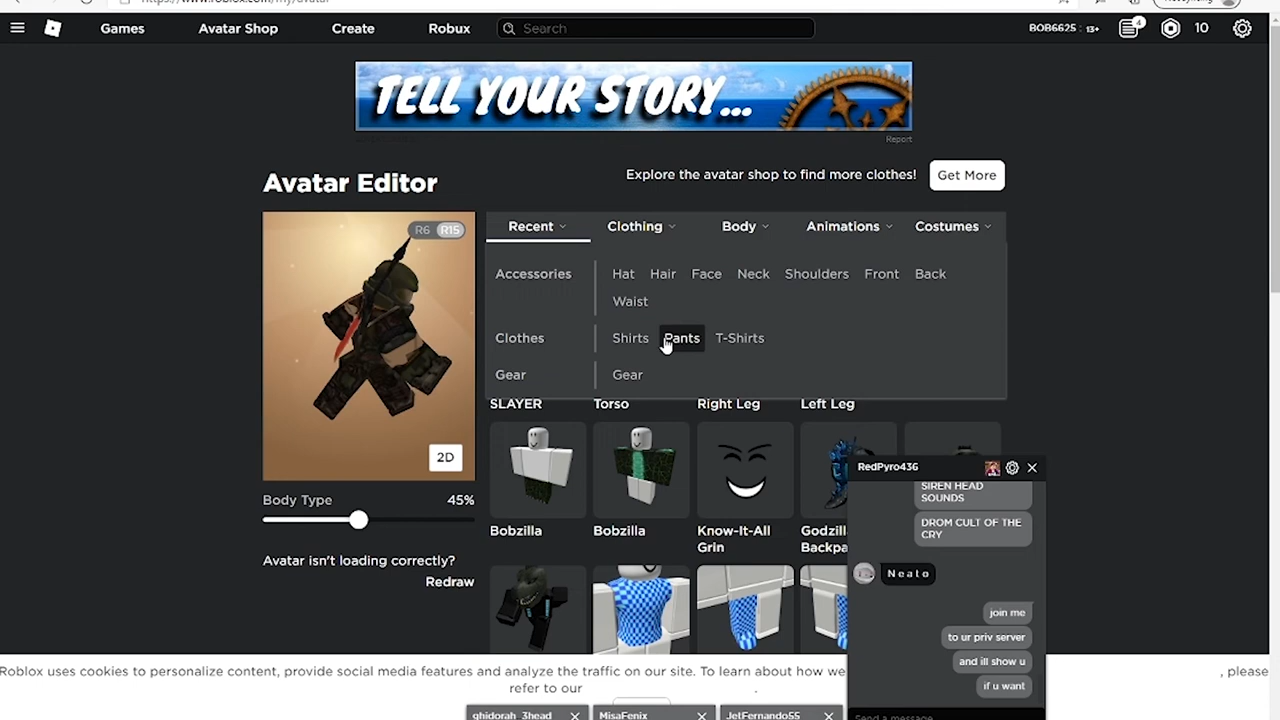 Games
Avatar Shop
Create
Robux
Search
BOB6625 : 13+
4
10
TELL YOUR STORY...
Report
Avatar Editor
Explore the avatar shop to find more clothes!
Get More
R6 R15
2D
Body Type 45%
Avatar isn't loading correctly?
Redraw
Recent
Clothing
Body
Animations
Costumes
Accessories
Hat Hair Face Neck Shoulders Front Back
Waist
Clothes
Shirts Pants T-Shirts
Gear
Gear
SLAYER
Torso
Right Leg
Left Leg
Bobzilla
Bobzilla
Know-It-All
Grin
Godzill
Backpa
RedPyro436
SIREN HEAD
SOUNDS
DROM CULT OF THE
CRY
Neato
join me
to ur priv server
and ill show u
if u want
Send a message
Roblox uses cookies to personalize content, provide social media features and analyze the traffic on our site. To learn about how we
, please
refer to our
.
ghidorah_3head
MisaFenix
JetFernando55